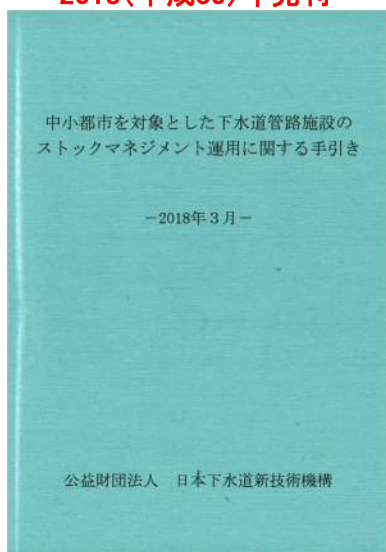 中小都市を対象とした下水道管路施設の
ストックマネジメント運用に関する手引き
－2018年３月－
公益財団法人　日本下水道新技術機構